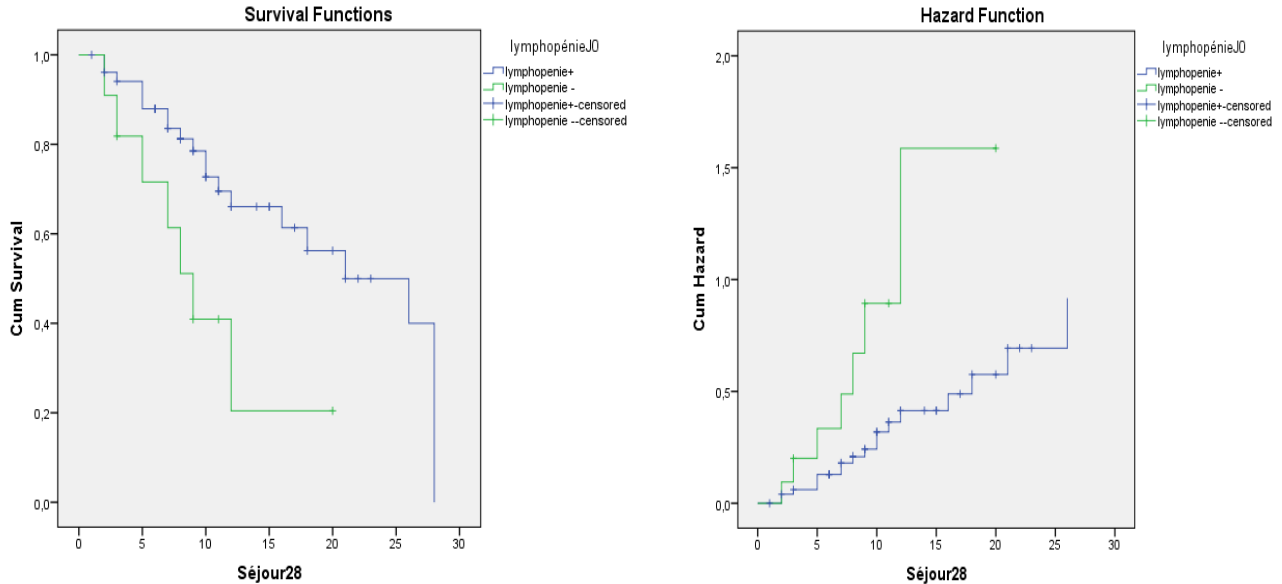 Survival Functions
lymphopénieJ0
lymphopenie+
lymphopenie -
lymphopenie+-censored
lymphopenie --censored
1,0
0,8
0,6
0,4
0,2
0,0
Cum Survival
0 5 10 15 20 25 30
Séjour28
Hazard Function
lymphopénieJ0
lymphopenie+
lymphopenie -
lymphopenie+-censored
lymphopenie --censored
2,0
1,5
1,0
0,5
0,0
Cum Hazard
0 5 10 15 20 25 30
Séjour28